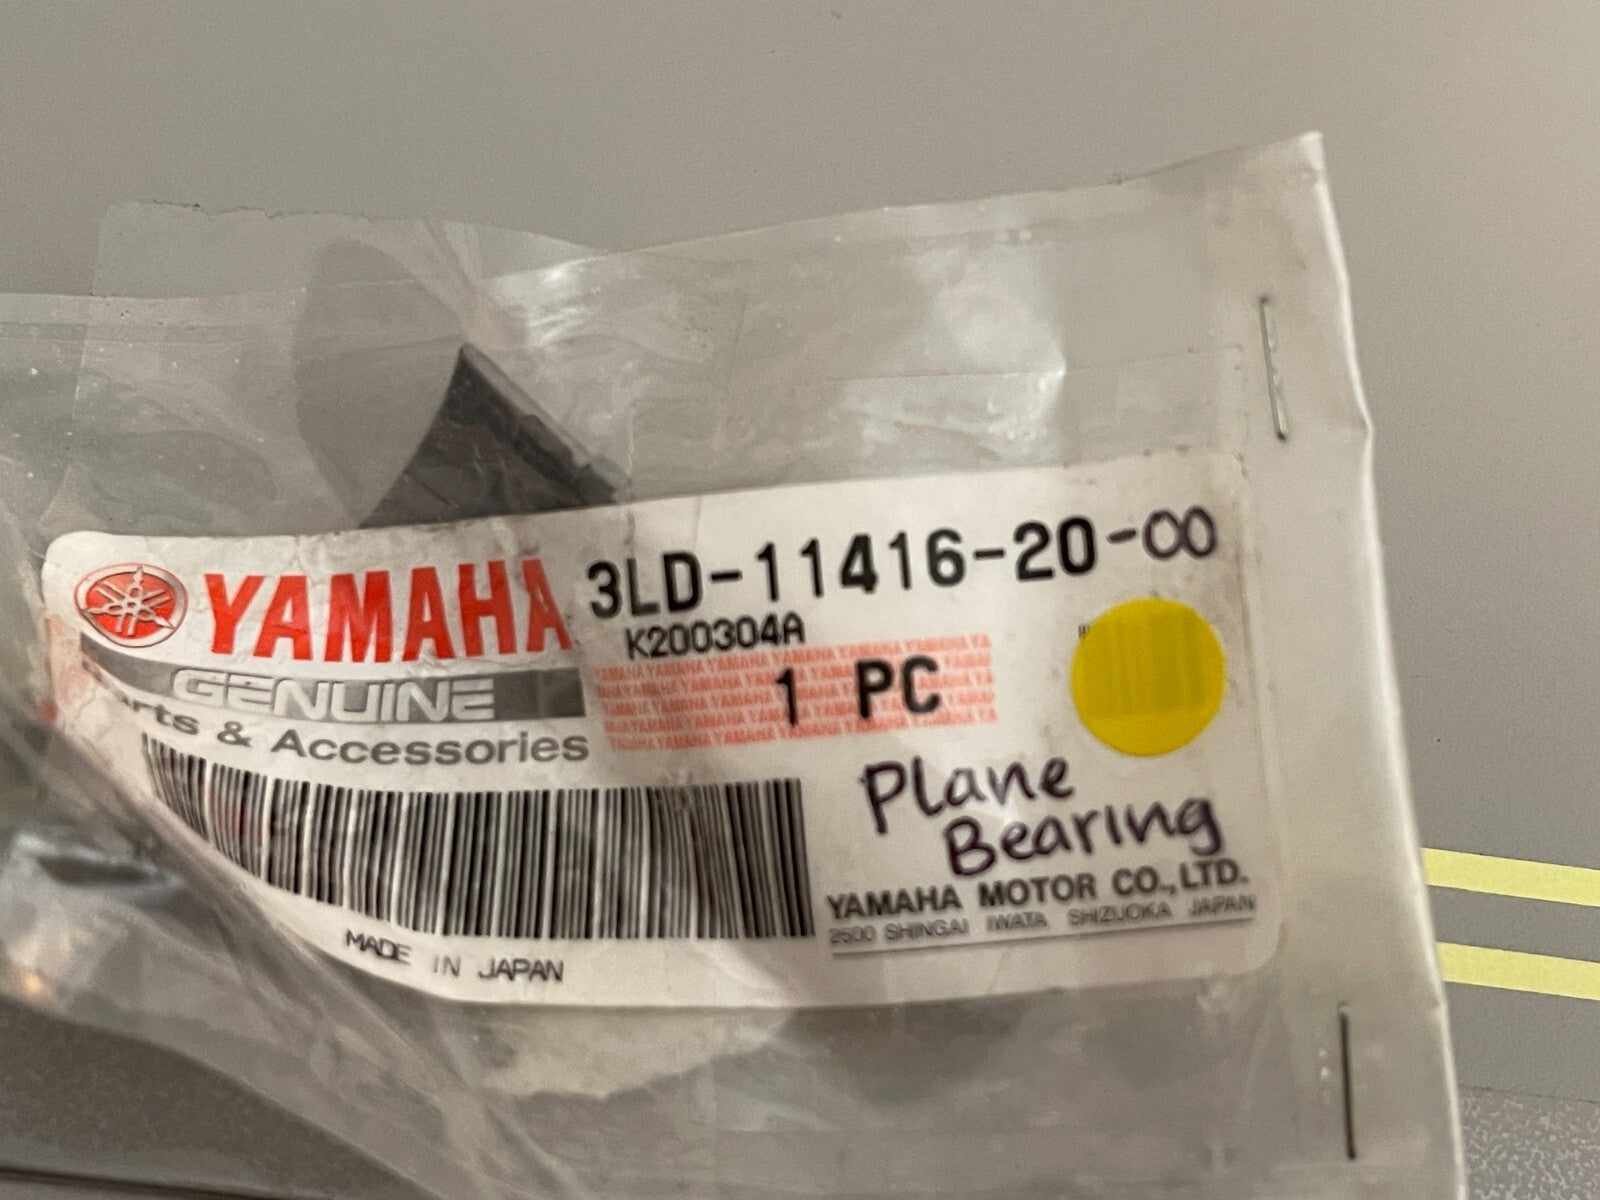 YAMAHA
GENUINE
Parts & Accessories
3LD-11416-20-00
K200304A
1 PC
Plane
Bearing
YAMAHA MOTOR CO., LTD.
2500 SHINGAI IWATA SHIZUOKA JAPAN
MADE IN JAPAN